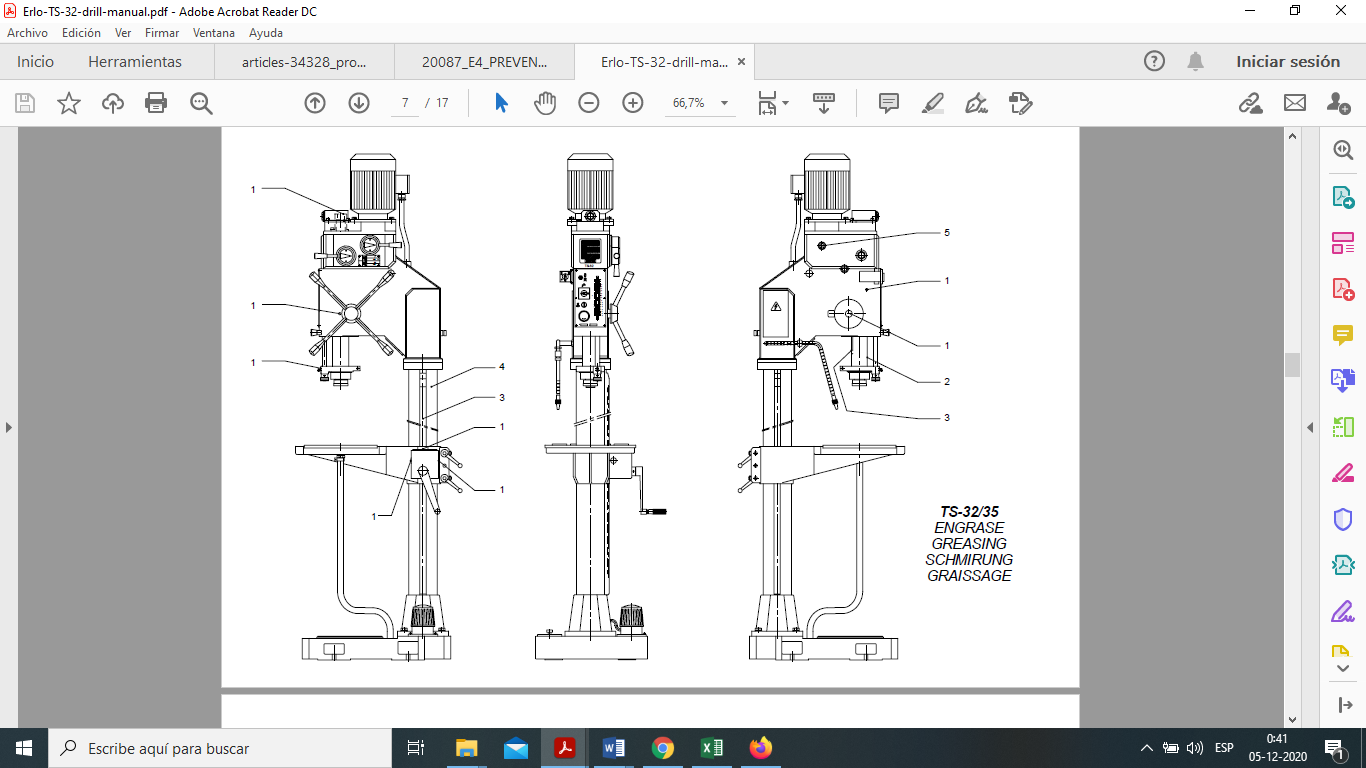 Erlo-TS-32-drill-manual.pdf - Adobe Acrobat Reader DC
Archivo Edición Ver Firmar Ventana Ayuda
Inicio Herramientas articles-34328_pro... 20087_E4_PREVEN... Erlo-TS-32-drill-ma... × Iniciar sesión
7 / 17 66,7%
1
5
1
1
1
1
4
2
3
3
1
1
1
TS-32/35
ENGRASE
GREASING
SCHMIRUNG
GRAISSAGE
Escribe aquí para buscar
ESP
0:41
05-12-2020
1